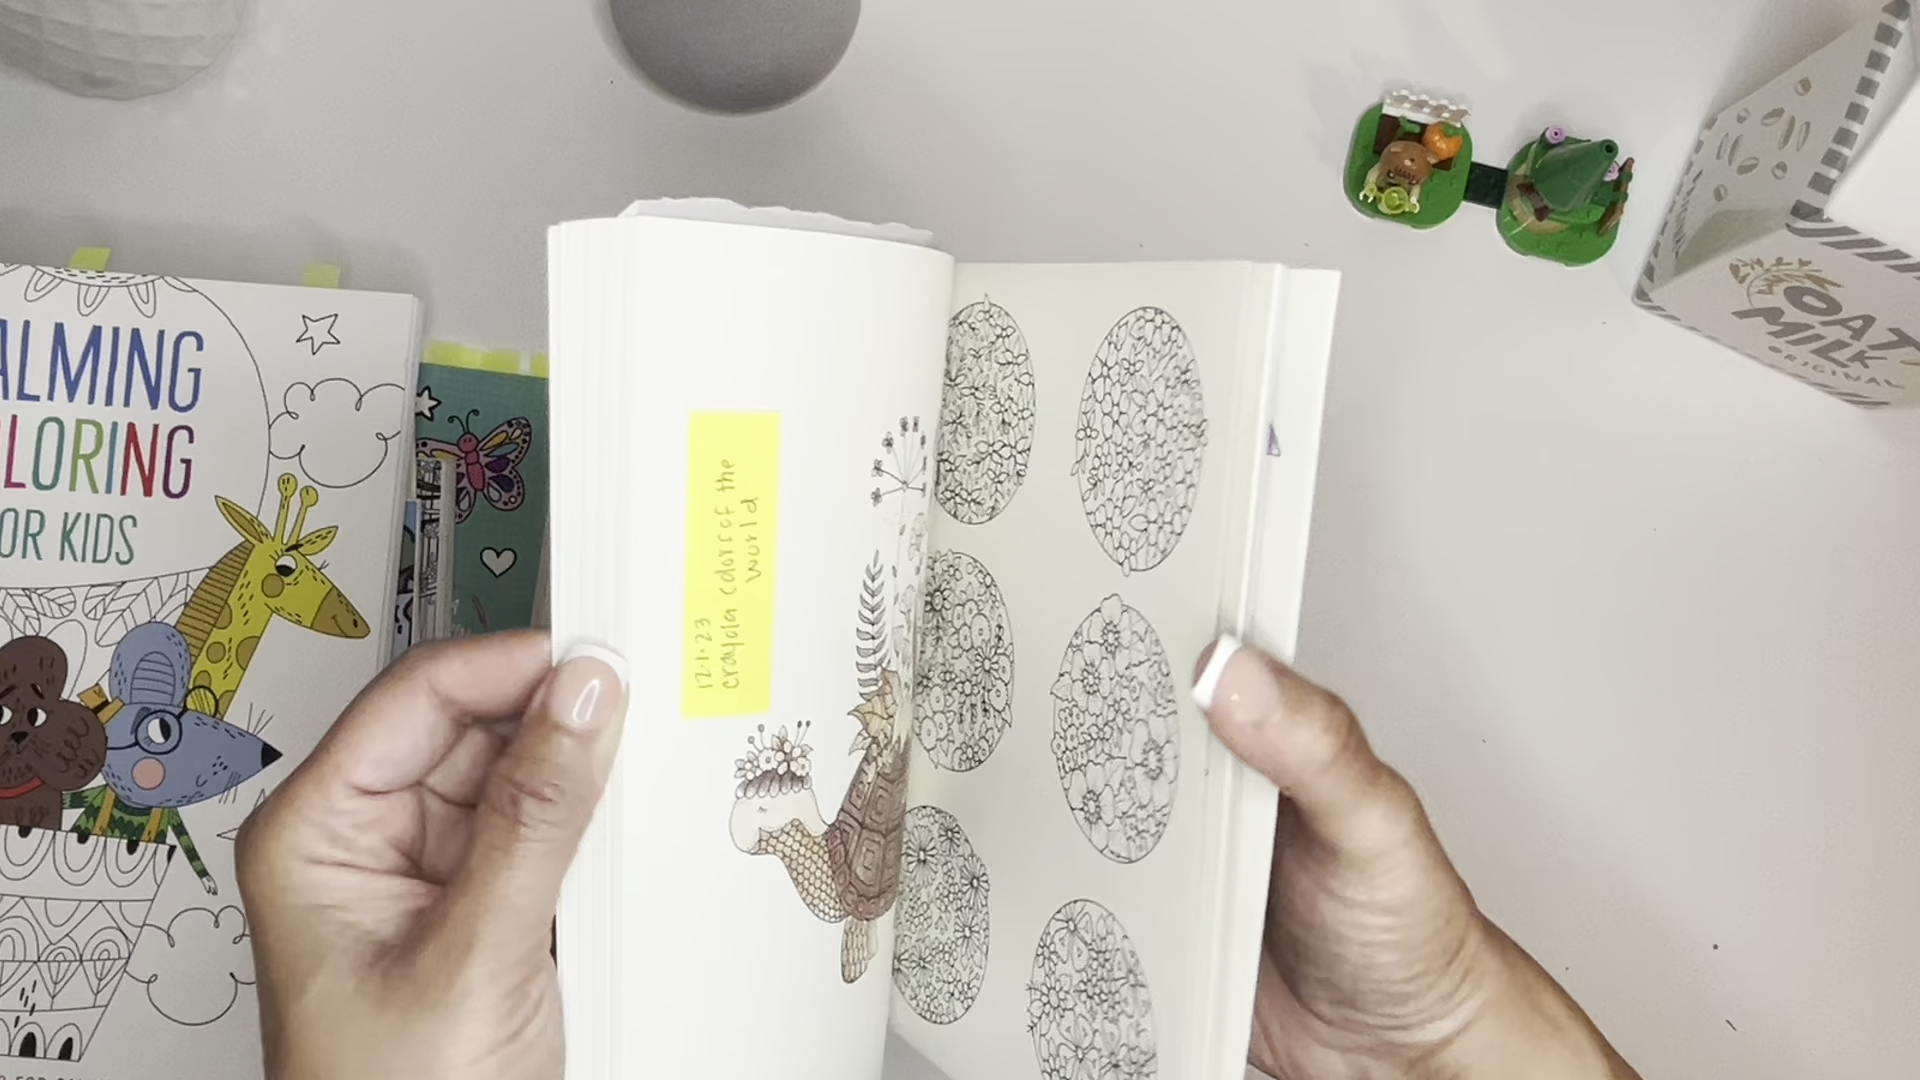 ALMING
LORING
OR KIDS
12.1.23
crayola colors of the
world
OAT
MILK
ORIGINAL